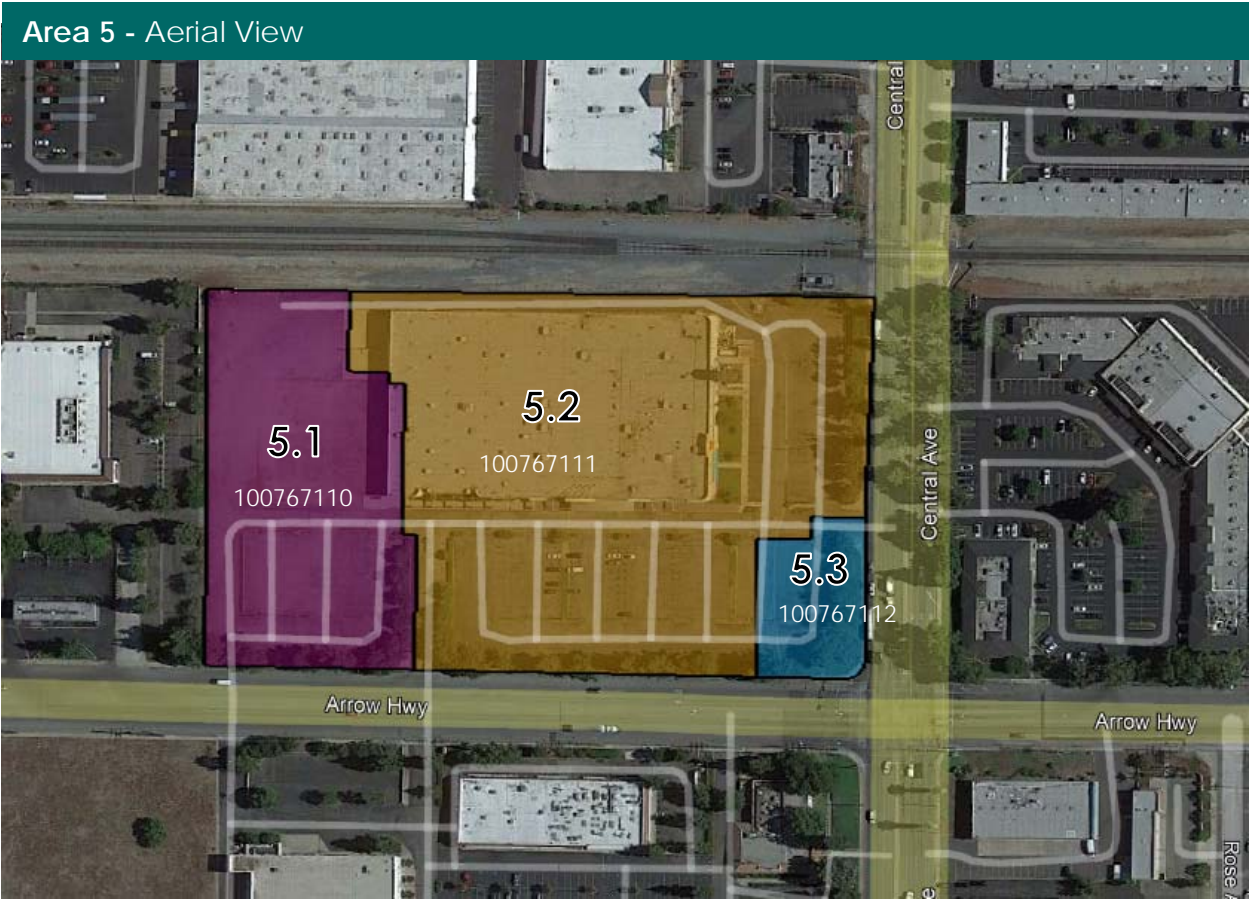 Area 5 - Aerial View
Central
5.1
100767110
5.2
100767111
5.3
100767112
Central Ave
Arrow Hwy
Arrow Hwy
Rose